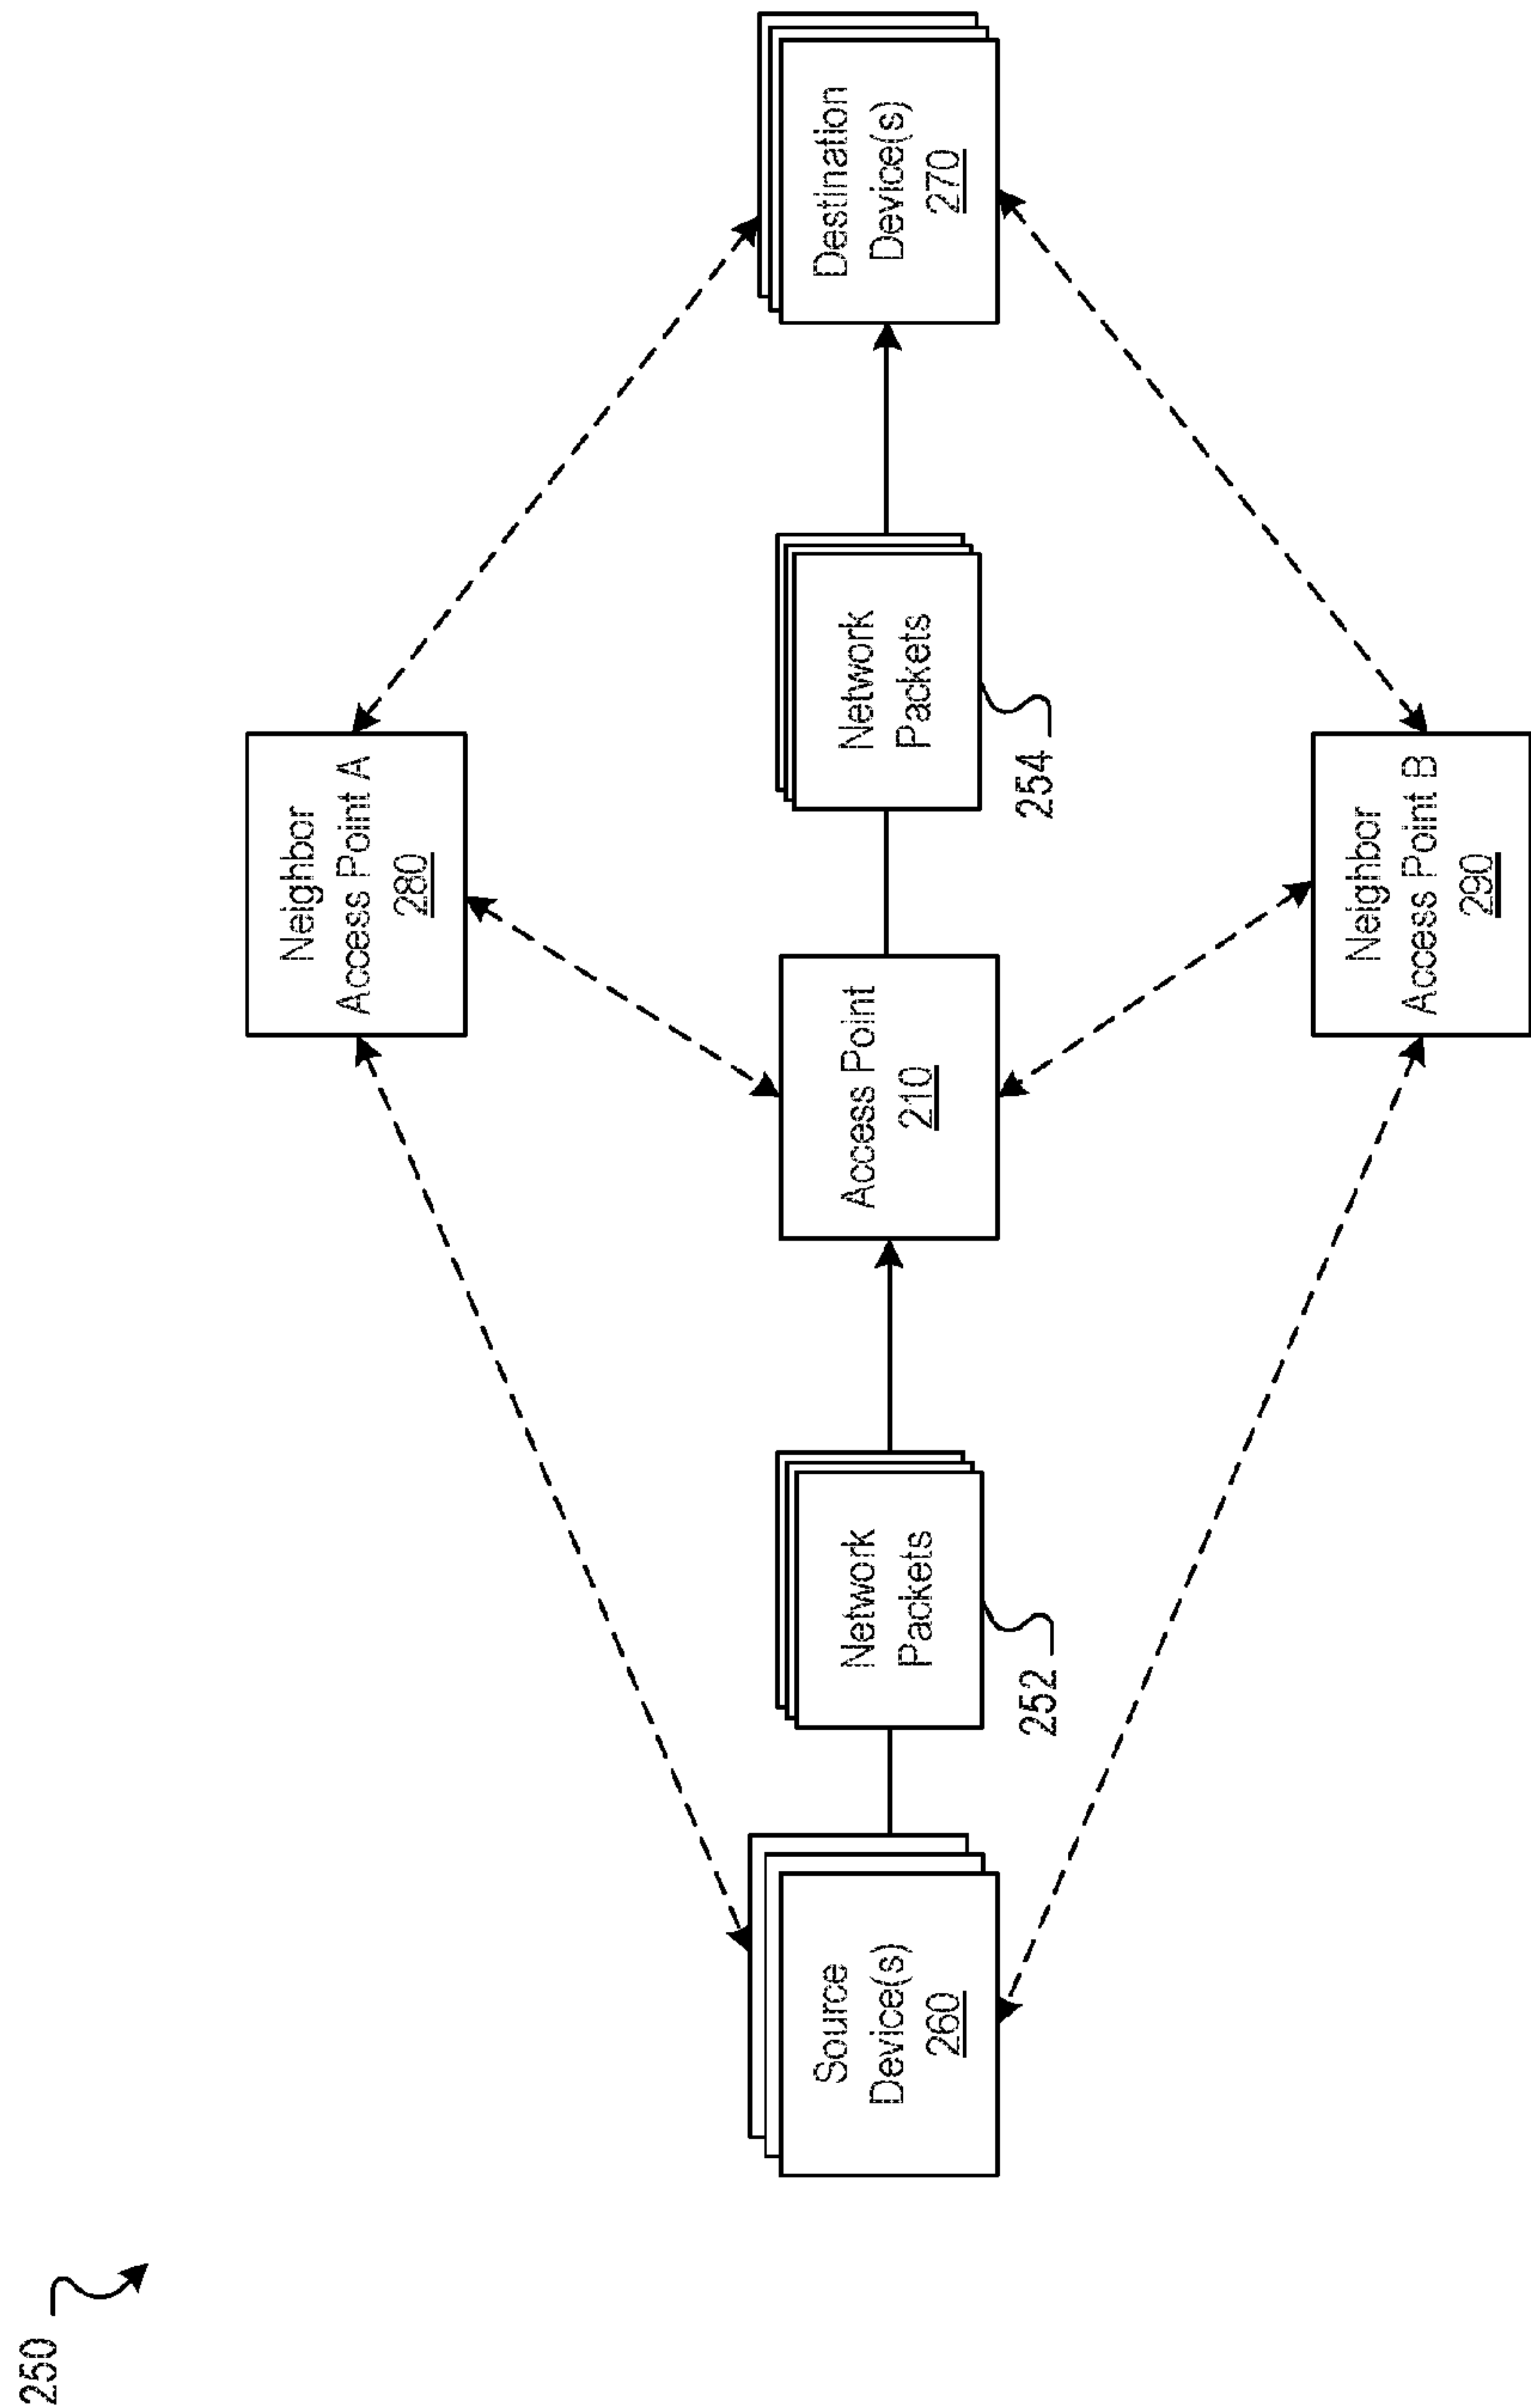 250
Neighbor
Access Point A
280
Source
Device(s)
260
Network
Packets
252
Access Point
210
Network
Packets
254
Destination
Device(s)
270
Neighbor
Access Point B
290